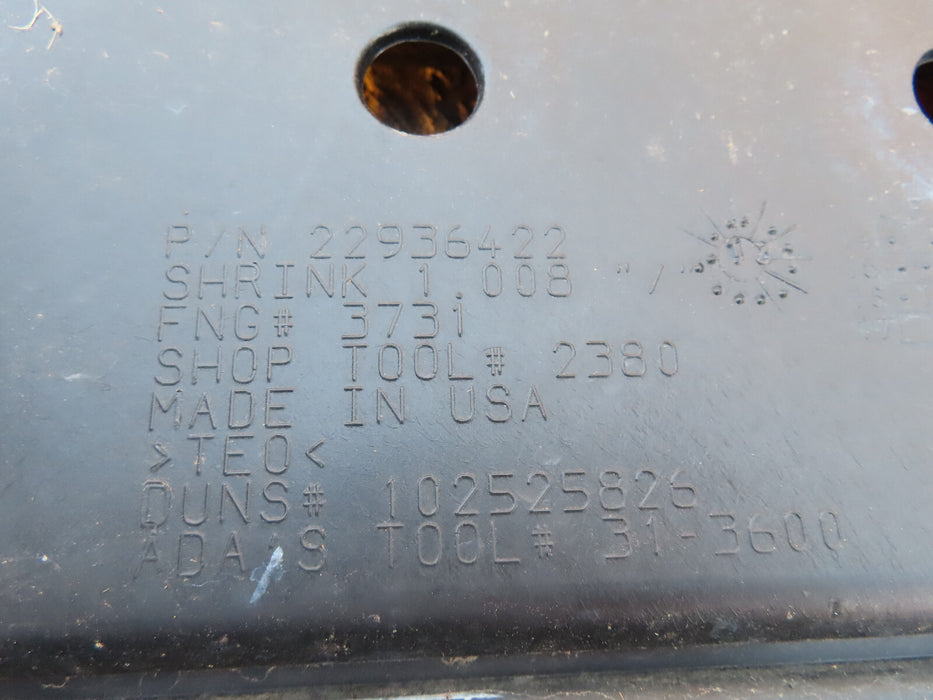 P/N 22936422
SHRINK 1.008 "/"
FNG# 3731
SHOP TOOL# 2380
MADE IN USA
>TEO<
DUNS# 102525826
ADA'S TOOL# 31-3600